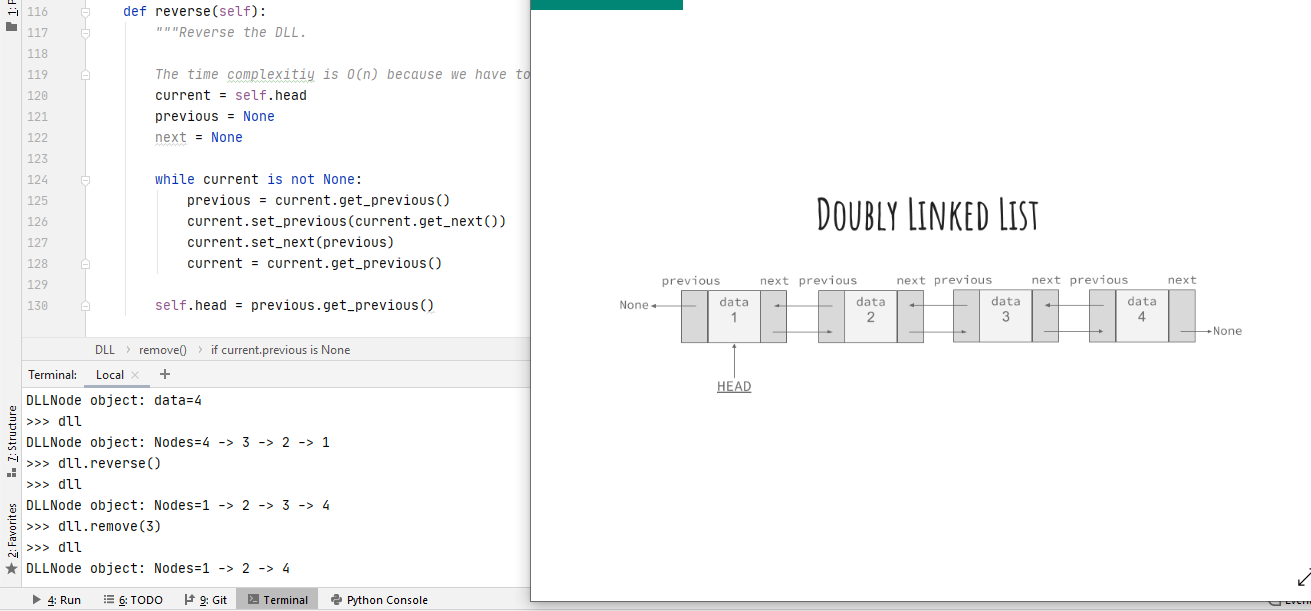 116 def reverse(self):
117 """Reverse the DLL.
118
119 The time complexitiy is O(n) because we have to
120 current = self.head
121 previous = None
122 next = None
123
124 while current is not None:
125 previous = current.get_previous()
126 current.set_previous(current.get_next())
127 current.set_next(previous)
128 current = current.get_previous()
129
130 self.head = previous.get_previous()
DLL › remove() › if current.previous is None
Terminal: Local × +
DLLNode object: data=4
>>> dll
DLLNode object: Nodes=4 -> 3 -> 2 -> 1
>>> dll.reverse()
>>> dll
DLLNode object: Nodes=1 -> 2 -> 3 -> 4
>>> dll.remove(3)
>>> dll
DLLNode object: Nodes=1 -> 2 -> 4
7: Structure
2: Favorites
4: Run 6: TODO 9: Git Terminal Python Console
DOUBLY LINKED LIST
previous next previous next previous next previous next
None data data data data
1 2 3 4
None
HEAD